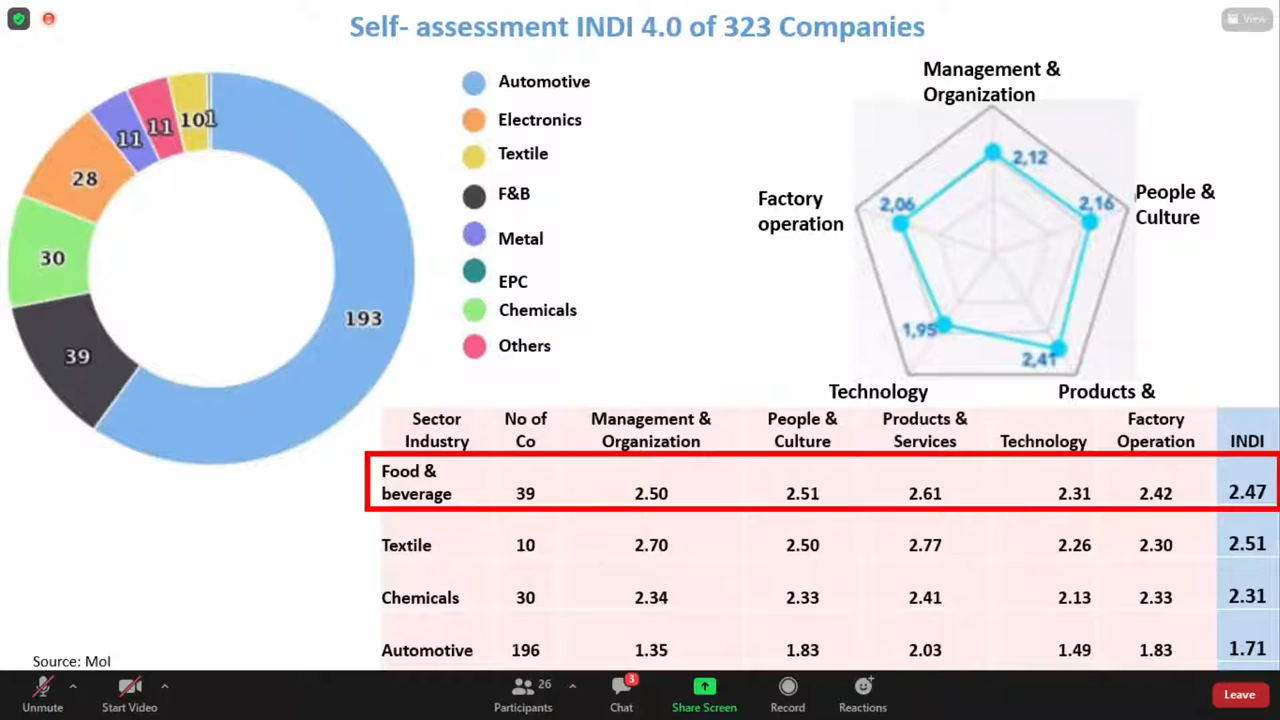 View
Self- assessment INDI 4.0 of 323 Companies
193
39
30
28
11
11
10
1
Automotive
Electronics
Textile
F&B
Metal
EPC
Chemicals
Others
Management &
Organization
People &
Culture
Factory
operation
Technology
Products &
2,12
2,16
2,06
1,95
2,41
Sector Industry No of Co Management & Organization People & Culture Products & Services Technology Factory Operation INDI
Food & beverage 39 2.50 2.51 2.61 2.31 2.42 2.47
Textile 10 2.70 2.50 2.77 2.26 2.30 2.51
Chemicals 30 2.34 2.33 2.41 2.13 2.33 2.31
Automotive 196 1.35 1.83 2.03 1.49 1.83 1.71
Source: MoI
Unmute
Start Video
26
Participants
3
Chat
Share Screen
Record
Reactions
Leave